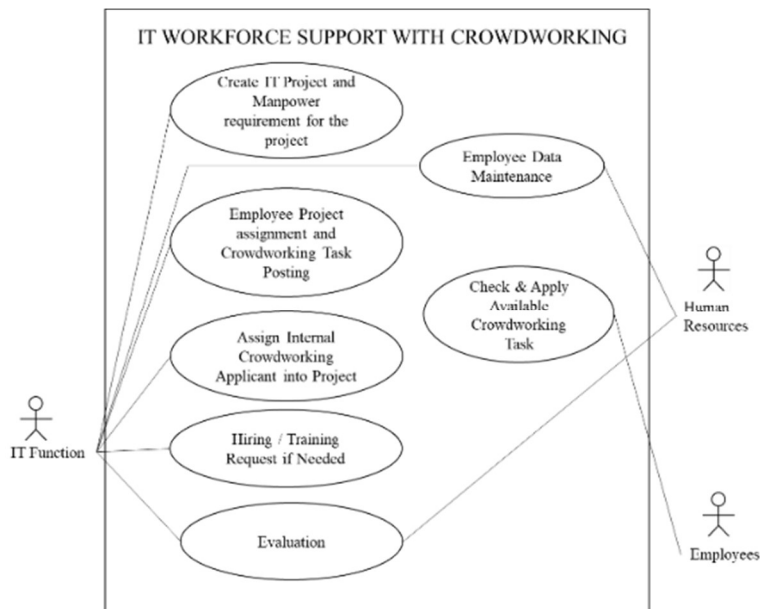 IT WORKFORCE SUPPORT WITH CROWDWORKING
Create IT Project and
Manpower
requirement for the
project
Employee Data
Maintenance
Employee Project
assignment and
Crowdworking Task
Posting
Check & Apply
Available
Crowdworking
Task
Human
Resources
Assign Internal
Crowdworking
Applicant into Project
IT Function
Hiring / Training
Request if Needed
Evaluation
Employees